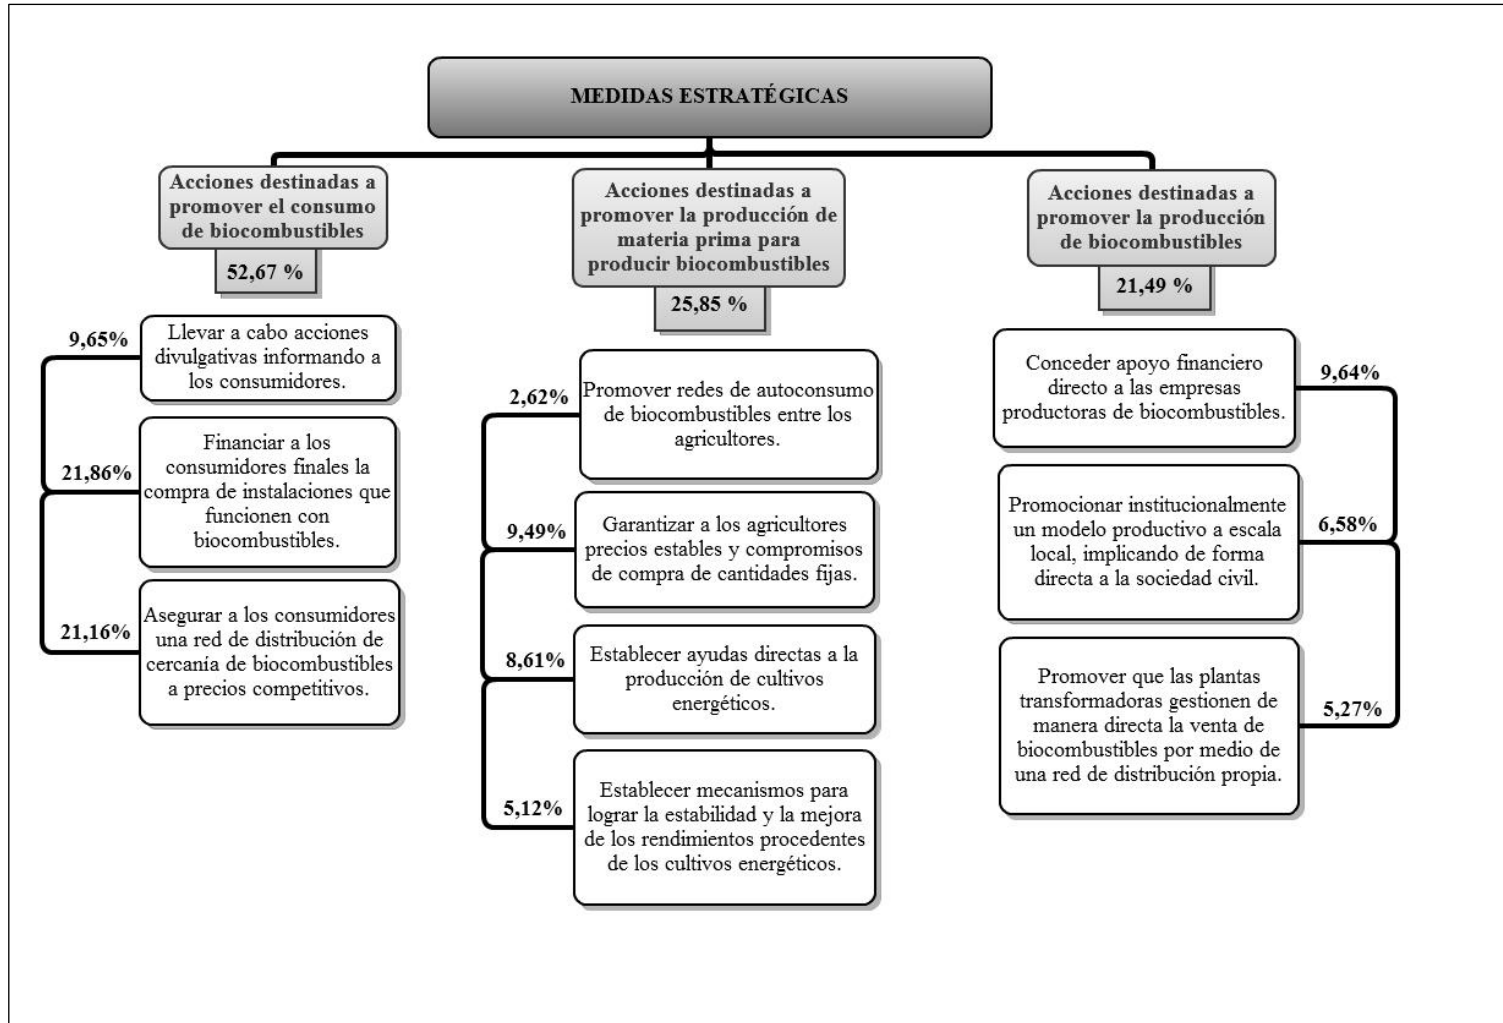 MEDIDAS ESTRATÉGICAS
Acciones destinadas a
promover el consumo
de biocombustibles
52,67 %
9,65%
Llevar a cabo acciones
divulgativas informando a
los consumidores.
21,86%
Financiar a los
consumidores finales la
compra de instalaciones que
funcionen con
biocombustibles.
21,16%
Asegurar a los consumidores
una red de distribución de
cercanía de biocombustibles
a precios competitivos.
Acciones destinadas a
promover la producción de
materia prima para
producir biocombustibles
25,85 %
2,62%
Promover redes de autoconsumo
de biocombustibles entre los
agricultores.
9,49%
Garantizar a los agricultores
precios estables y compromisos
de compra de cantidades fijas.
8,61%
Establecer ayudas directas a la
producción de cultivos
energéticos.
5,12%
Establecer mecanismos para
lograr la estabilidad y la mejora
de los rendimientos procedentes
de los cultivos energéticos.
Acciones destinadas a
promover la producción
de biocombustibles
21,49 %
Conceder apoyo financiero
directo a las empresas
productoras de biocombustibles.
9,64%
Promocionar institucionalmente
un modelo productivo a escala
local, implicando de forma
directa a la sociedad civil.
6,58%
Promover que las plantas
transformadoras gestionen de
manera directa la venta de
biocombustibles por medio de
una red de distribución propia.
5,27%